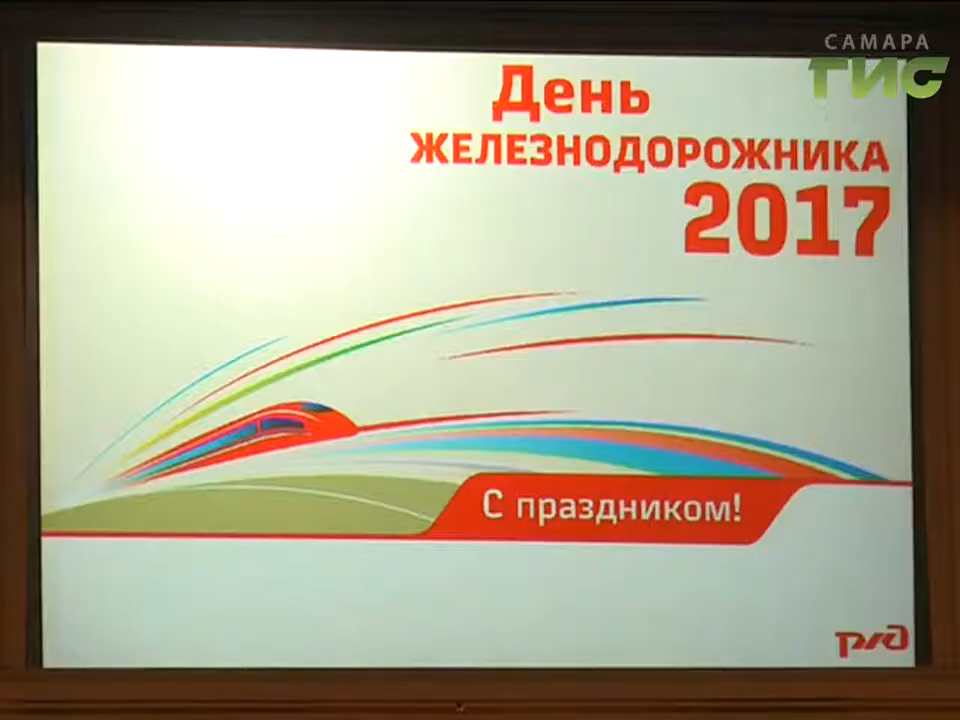 САМАРА
ГИС
День
ЖЕЛЕЗНОДОРОЖНИКА
2017
С праздником!
РЖД